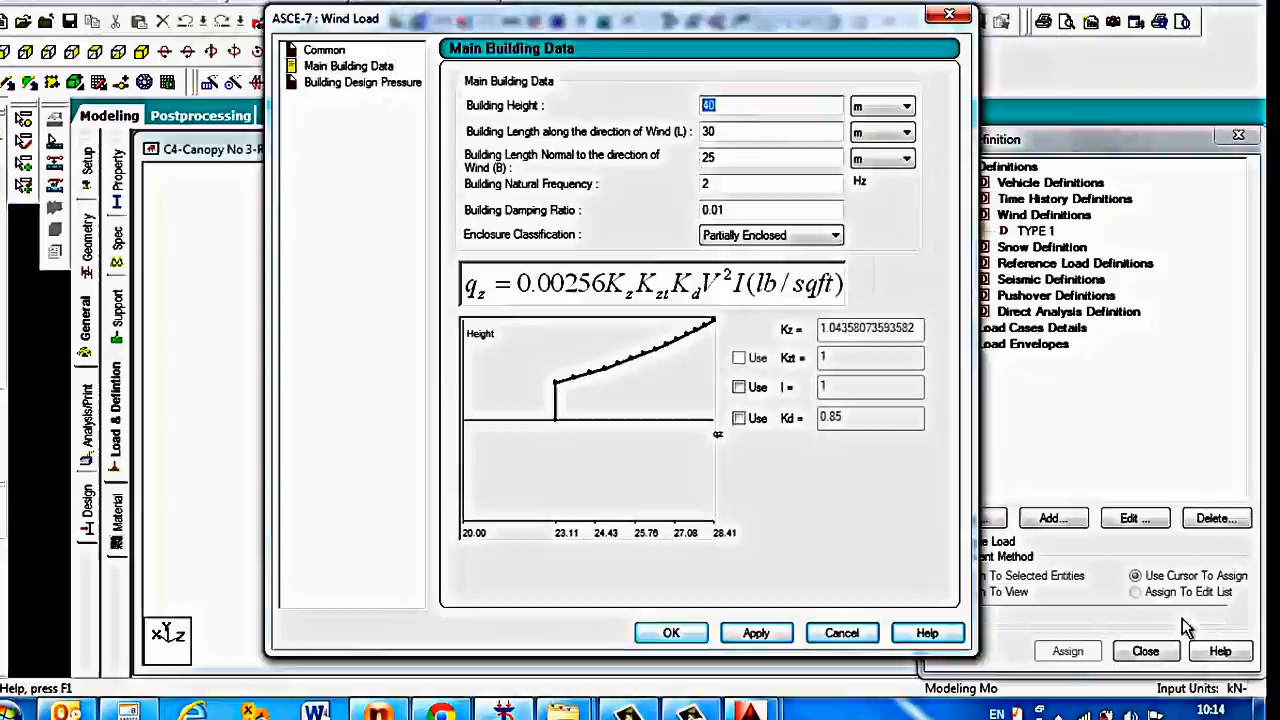 ASCE-7 : Wind Load
Common
Main Building Data
Building Design Pressure
Main Building Data
Main Building Data
Building Height :
40
m
Building Length along the direction of Wind (L) :
30
m
Building Length Normal to the direction of
Wind (B) :
25
m
Building Natural Frequency :
2
Hz
Building Damping Ratio :
0.01
Enclosure Classification :
Partially Enclosed
q_z = 0.00256K_z K_zt K_d V^2 I(lb / sqft)
Height
qz
20.00 23.11 24.43 25.76 27.08 28.41
Kz = 1.04358073593582
Use Kzt = 1
Use I = 1
Use Kd = 0.85
OK Apply Cancel Help
Modeling Postprocessing
C4-Canopy No 3-R
Setup
Geometry
General
Analysis/Print
Design
Property
Spec
Support
Load & Definition
Material
X Z
efinition
Definitions
Vehicle Definitions
Time History Definitions
Wind Definitions
TYPE 1
Snow Definition
Reference Load Definitions
Seismic Definitions
Pushover Definitions
Direct Analysis Definition
Load Cases Details
Load Envelopes
... Add... Edit ... Delete...
e Load
ent Method
n To Selected Entities
Use Cursor To Assign
n To View
Assign To Edit List
Assign Close Help
Help, press F1
Modeling Mo
Input Units: kN-
EN
10:14